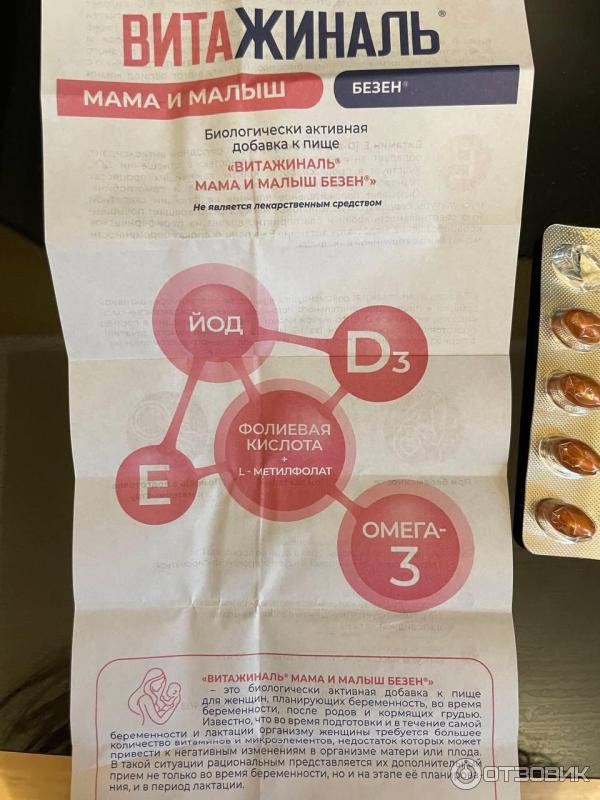 ВИТАЖИНАЛЬ®
МАМА И МАЛЫШ
БЕЗЕН®
Биологически активная
добавка к пище
«ВИТАЖИНАЛЬ®
МАМА И МАЛЫШ БЕЗЕН®»
Не является лекарственным средством
ЙОД
D3
ФОЛИЕВАЯ
КИСЛОТА
+
L - МЕТИЛФОЛАТ
E
ОМЕГА-
3
«ВИТАЖИНАЛЬ® МАМА И МАЛЫШ БЕЗЕН®»
– это биологически активная добавка к пище
для женщин, планирующих беременность, во время
беременности, после родов и кормящих грудью.
Известно, что во время подготовки и в течение самой
беременности и лактации организму женщины требуется большее
количество витаминов и микроэлементов, недостаток которых может
привести к негативным изменениям в организме матери или плода.
В такой ситуации рациональным представляется их дополнительный
прием не только во время беременности, но и на этапе её планирова-
ния, и в период лактации.
ОТЗОВИК